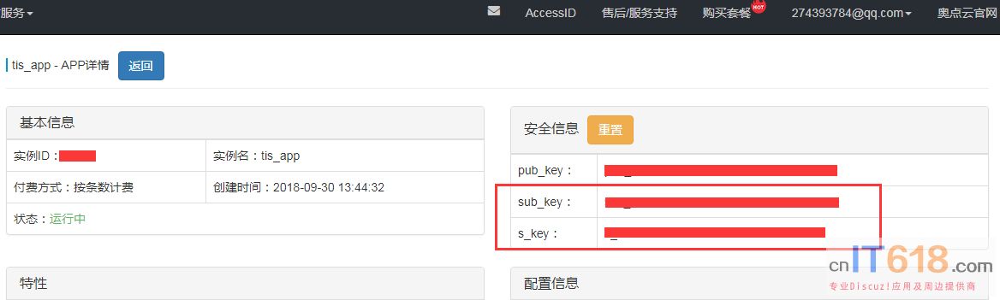 服务
AccessID 售后/服务支持 购买套餐 HOT 274393784@qq.com 奥点云官网
tis_app - APP详情 返回
基本信息
实例ID：
实例名：tis_app
付费方式：按条数计费
创建时间：2018-09-30 13:44:32
状态：运行中
安全信息 重置
pub_key：
sub_key：
s_key：
特性
配置信息
cnIT618.com
专业Discuz!应用及周边提供商